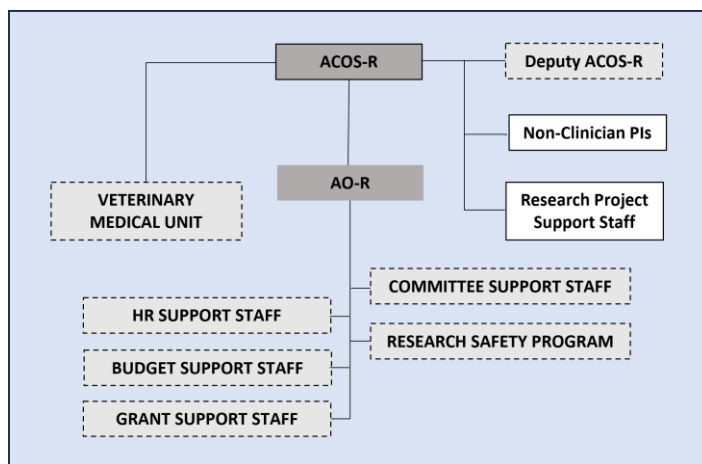 ACOS-R
Deputy ACOS-R
Non-Clinician PIs
AO-R
VETERINARY
MEDICAL UNIT
Research Project
Support Staff
COMMITTEE SUPPORT STAFF
HR SUPPORT STAFF
RESEARCH SAFETY PROGRAM
BUDGET SUPPORT STAFF
GRANT SUPPORT STAFF